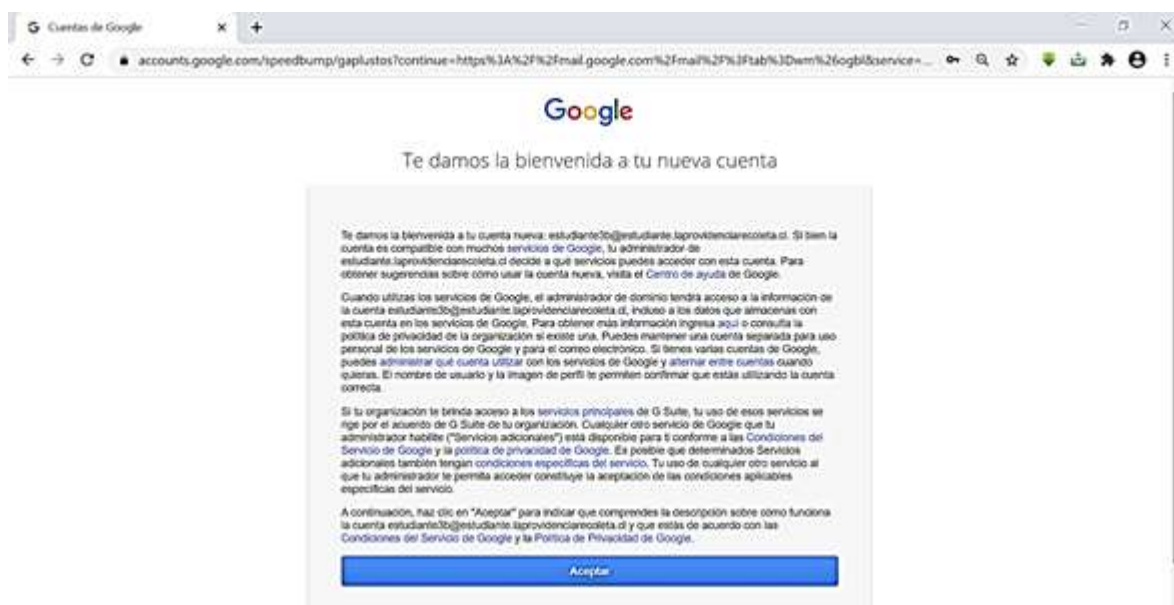 Cuentas de Google
accounts.google.com/speedbump/gaplustos?continue=https%3A%2F%2Fmail.google.com%2Fmail%2F%3Ftab%3Dwm%26ogbl&service=...
Google
Te damos la bienvenida a tu nueva cuenta
Te damos la bienvenida a tu cuenta nueva: estudiante3b@estudiante.laprovidenciarecoleta.cl. Si bien la
cuenta es compatible con muchos servicios de Google, tu administrador de
estudiante.laprovidenciarecoleta.cl decide a qué servicios puedes acceder con esta cuenta. Para
obtener sugerencias sobre cómo usar la cuenta nueva, visita el Centro de ayuda de Google.
Cuando utilizas los servicios de Google, el administrador de dominio tendrá acceso a la información de
la cuenta estudiante3b@estudiante.laprovidenciarecoleta.cl, incluso a los datos que almacenas con
esta cuenta en los servicios de Google. Para obtener más información ingresa aquí o consulta la
política de privacidad de la organización si existe una. Puedes mantener una cuenta separada para uso
personal de los servicios de Google y para el correo electrónico. Si tienes varias cuentas de Google,
puedes administrar qué cuenta utilizar con los servicios de Google y alternar entre cuentas cuando
quieras. El nombre de usuario y la imagen de perfil te permiten confirmar que estás utilizando la cuenta
correcta.
Si tu organización te brinda acceso a los servicios principales de G Suite, tu uso de esos servicios se
rige por el acuerdo de G Suite de tu organización. Cualquier otro servicio de Google que tu
administrador habilite ("Servicios adicionales") está disponible para ti conforme a las Condiciones del
Servicio de Google y la política de privacidad de Google. Es posible que determinados Servicios
adicionales también tengan condiciones específicas del servicio. Tu uso de cualquier otro servicio al
que tu administrador te permita acceder constituye la aceptación de las condiciones aplicables
específicas del servicio.
A continuación, haz clic en "Aceptar" para indicar que comprendes la descripción sobre cómo funciona
la cuenta estudiante3b@estudiante.laprovidenciarecoleta.cl y que estás de acuerdo con las
Condiciones del Servicio de Google y la Política de Privacidad de Google.
Aceptar